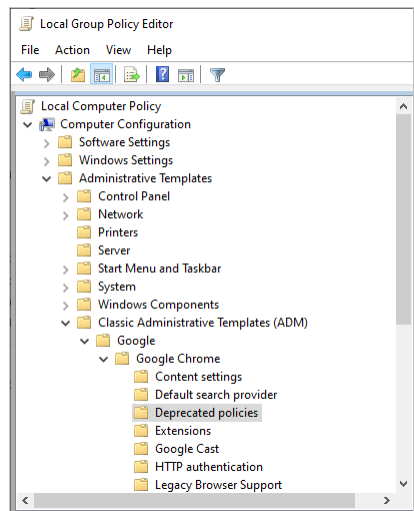 Local Group Policy Editor
File Action View Help
Local Computer Policy
Computer Configuration
Software Settings
Windows Settings
Administrative Templates
Control Panel
Network
Printers
Server
Start Menu and Taskbar
System
Windows Components
Classic Administrative Templates (ADM)
Google
Google Chrome
Content settings
Default search provider
Deprecated policies
Extensions
Google Cast
HTTP authentication
Legacy Browser Support